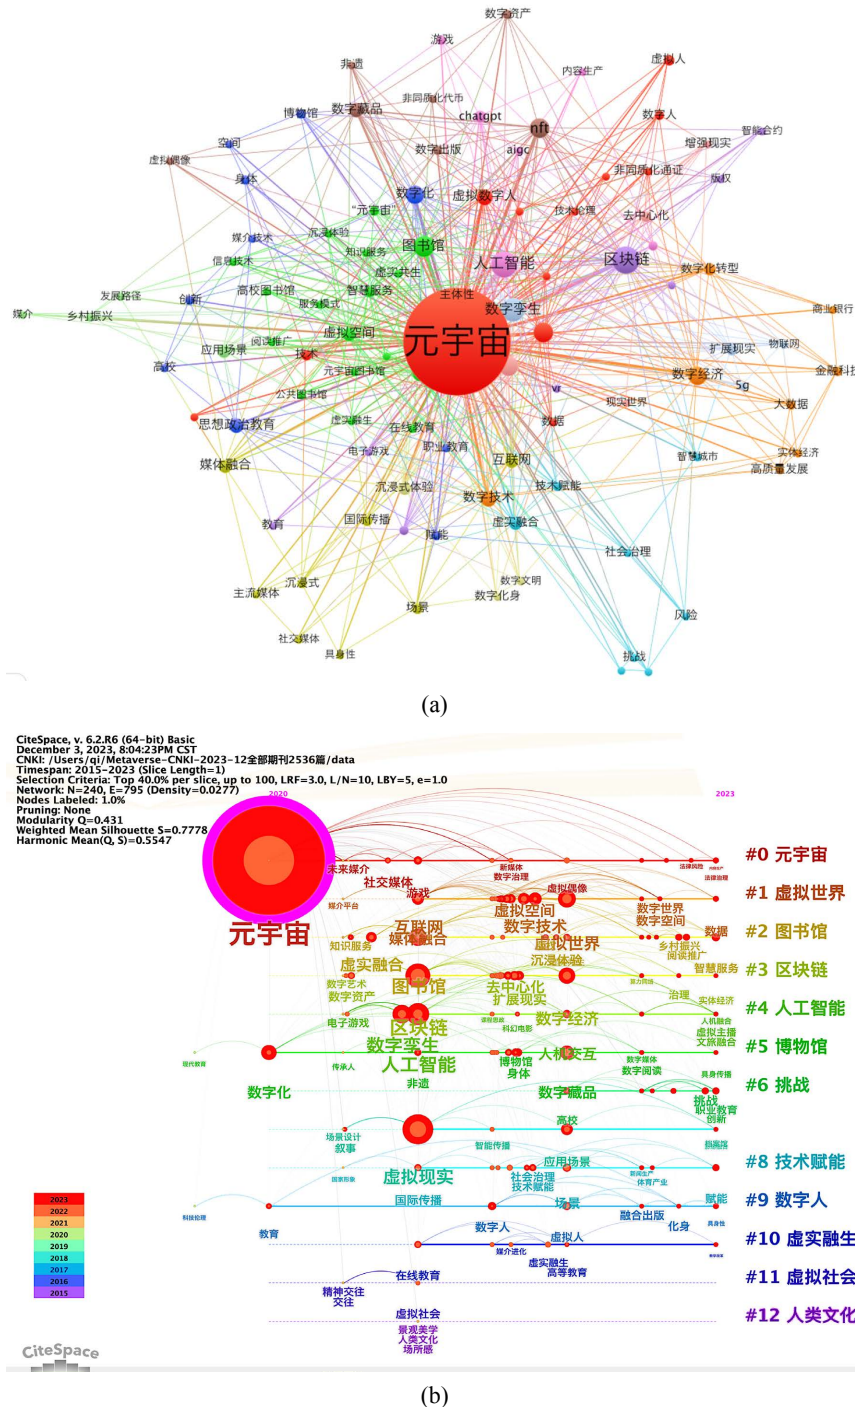 数字资产
游戏
虚拟人
非遗
内容生产
非同质化代币
数字藏品
博物馆
chatgpt
数字人
nft
智能合约
空间
增强现实
数字出版
aigc
虚拟偶像
非同质化通证
身体
版权
数字化
虚拟数字人
“元宇宙”
技术伦理
去中心化
沉浸体验
媒介技术
图书馆
知识服务
信息技术
人工智能
区块链
虚实共生
数字化转型
高校图书馆
智慧服务
发展路径
创新
主体性
服务模式
数字孪生
商业银行
媒介
乡村振兴
虚拟空间
元宇宙
阅读推广
应用场景
技术
扩展现实
物联网
高校
元宇宙图书馆
数字经济
5g
金融科技
vr
公共图书馆
现实世界
大数据
思想政治教育
虚实融生
在线教育
数据
电子游戏
职业教育
互联网
智慧城市
实体经济
媒体融合
高质量发展
沉浸式体验
技术赋能
数字技术
教育
国际传播
赋能
虚实融合
社会治理
沉浸式
数字文明
主流媒体
数字化身
场景
风险
社交媒体
具身性
挑战
(a)
CiteSpace, v. 6.2.R6 (64-bit) Basic
December 3, 2023, 8:04:23PM CST
CNKI: /Users/qi/Metaverse-CNKI-2023-12全部期刊2536篇/data
Timespan: 2015-2023 (Slice Length=1)
Selection Criteria: Top 40.0% per slice, up to 100, LRF=3.0, L/N=10, LBY=5, e=1.0
Network: N=240, E=795 (Density=0.0277)
Nodes Labeled: 1.0%
Pruning: None
Modularity Q=0.431
Weighted Mean Silhouette S=0.7778
Harmonic Mean(Q, S)=0.5547
2020
2023
#0 元宇宙
未来媒介
新媒体
法律风险
数字治理
社交媒体
法律治理
游戏
虚拟偶像
#1 虚拟世界
媒介平台
虚拟空间
数字世界
数字空间
元宇宙
互联网
数字技术
数据
#2 图书馆
知识服务
媒体融合
虚拟世界
乡村振兴
阅读推广
虚实融合
沉浸体验
智慧服务
#3 区块链
数字艺术
图书馆
去中心化
数字资产
扩展现实
治理
实体经济
#4 人工智能
电子游戏
区块链
课程思政
数字经济
人机融合
科幻电影
虚拟主播
数字孪生
文旅融合
#5 博物馆
现代教育
传承人
人工智能
博物馆
人机交互
数字媒体
身体
数字阅读
具身传播
非遗
#6 挑战
数字化
数字藏品
挑战
职业教育
创新
高校
场景设计
叙事
智能传播
应用场景
#8 技术赋能
国家形象
虚拟现实
社会治理
新闻生产
技术赋能
体育产业
国际传播
场景
赋能
#9 数字人
科技伦理
融合出版
化身
具身性
教育
数字人
虚拟人
#10 虚实融生
媒介进化
虚实融生
高等教育
在线教育
#11 虚拟社会
精神交往
交往
虚拟社会
#12 人类文化
景观美学
人类文化
场所感
2023
2022
2021
2020
2019
2018
2017
2016
2015
CiteSpace
(b)